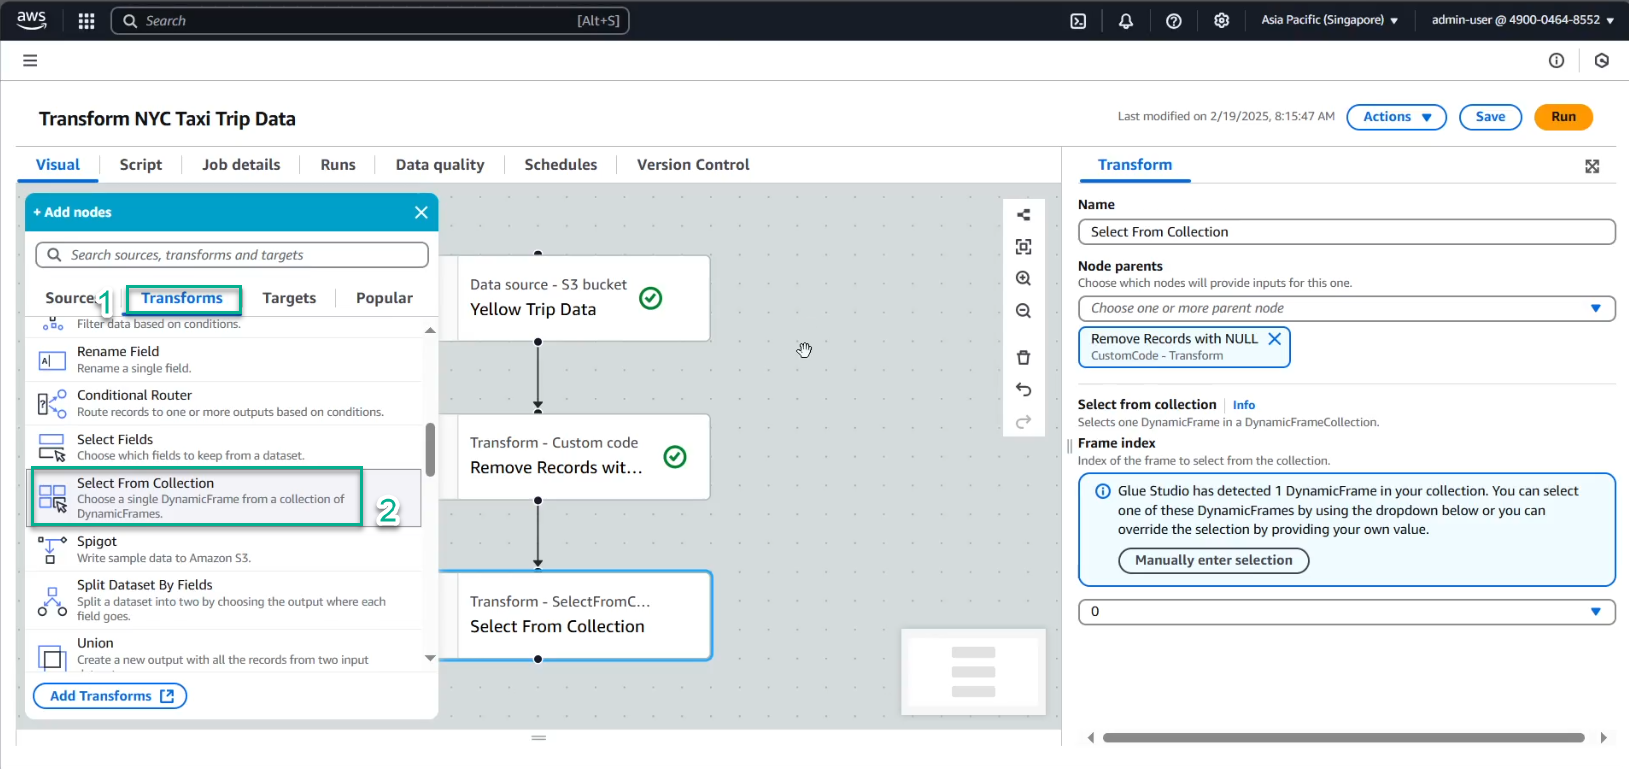 aws
Search
[Alt+S]
Asia Pacific (Singapore)
admin-user @ 4900-0464-8552
Transform NYC Taxi Trip Data
Last modified on 2/19/2025, 8:15:47 AM
Actions
Save
Run
Visual
Script
Job details
Runs
Data quality
Schedules
Version Control
+ Add nodes
Search sources, transforms and targets
1
Transforms
Targets
Popular
Filter data based on conditions.
Rename Field
Rename a single field.
Conditional Router
Route records to one or more outputs based on conditions.
Select Fields
Choose which fields to keep from a dataset.
Select From Collection
Choose a single DynamicFrame from a collection of
DynamicFrames.
2
Spigot
Write sample data to Amazon S3.
Split Dataset By Fields
Split a dataset into two by choosing the output where each
field goes.
Union
Create a new output with all the records from two input
Add Transforms
Data source - S3 bucket
Yellow Trip Data
Transform - Custom code
Remove Records wit...
Transform - SelectFromC...
Select From Collection
Transform
Name
Select From Collection
Node parents
Choose which nodes will provide inputs for this one.
Choose one or more parent node
Remove Records with NULL
CustomCode - Transform
Select from collection
Info
Selects one DynamicFrame in a DynamicFrameCollection.
Frame index
Index of the frame to select from the collection.
Glue Studio has detected 1 DynamicFrame in your collection. You can select
one of these DynamicFrames by using the dropdown below or you can
override the selection by providing your own value.
Manually enter selection
0